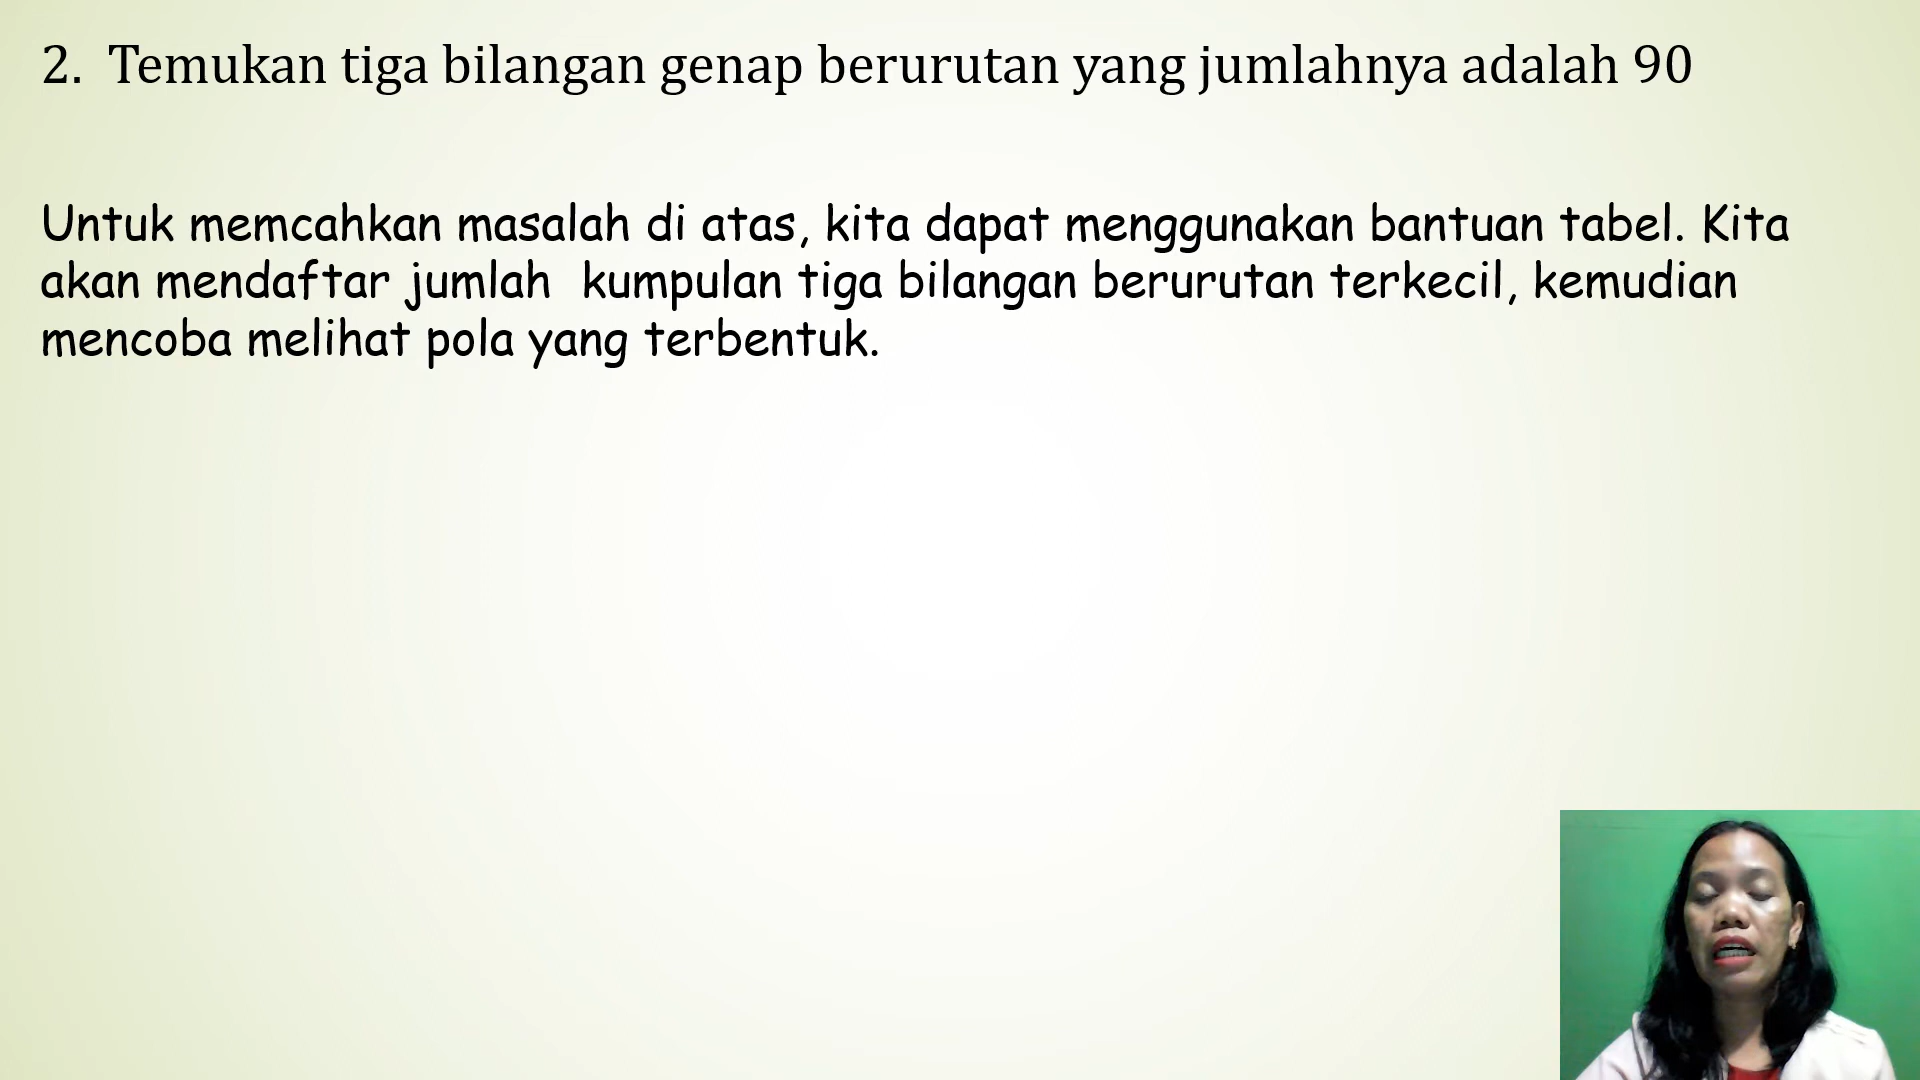 2. Temukan tiga bilangan genap berurutan yang jumlahnya adalah 90
Untuk memcahkan masalah di atas, kita dapat menggunakan bantuan tabel. Kita
akan mendaftar jumlah kumpulan tiga bilangan berurutan terkecil, kemudian
mencoba melihat pola yang terbentuk.